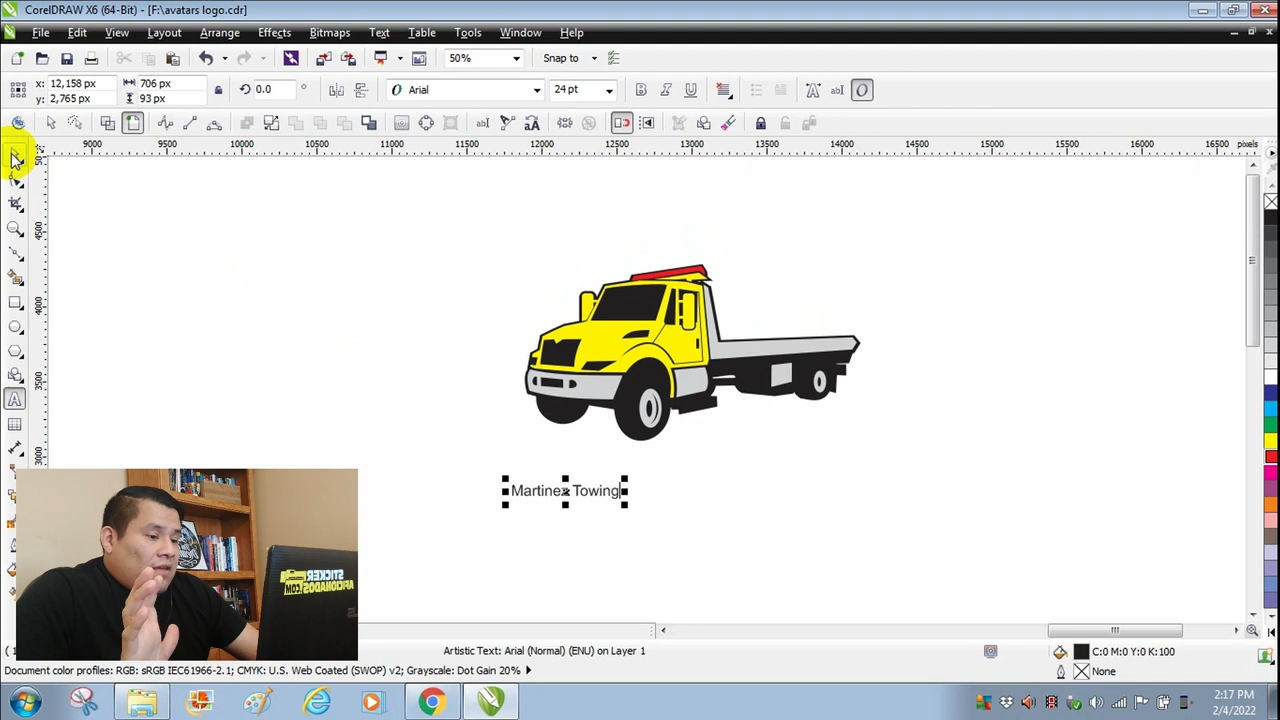 CorelDRAW X6 (64-Bit) - [F:\avatars logo.cdr]
File Edit View Layout Arrange Effects Bitmaps Text Table Tools Window Help
50% Snap to
x: 12,158 px 706 px 0.0 ° Arial 24 pt
y: 2,765 px 93 px
9000 9500 10000 10500 11000 11500 12000 12500 13000 13500 14000 14500 15000 15500 16000 16500 pixels
4500
4000
3500
3000
Martinez Towing
STICKER
AFICIONADOS.COM
Artistic Text: Arial (Normal) (ENU) on Layer 1 C:0 M:0 Y:0 K:100
Document color profiles: RGB: sRGB IEC61966-2.1; CMYK: U.S. Web Coated (SWOP) v2; Grayscale: Dot Gain 20% None
2:17 PM
2/4/2022